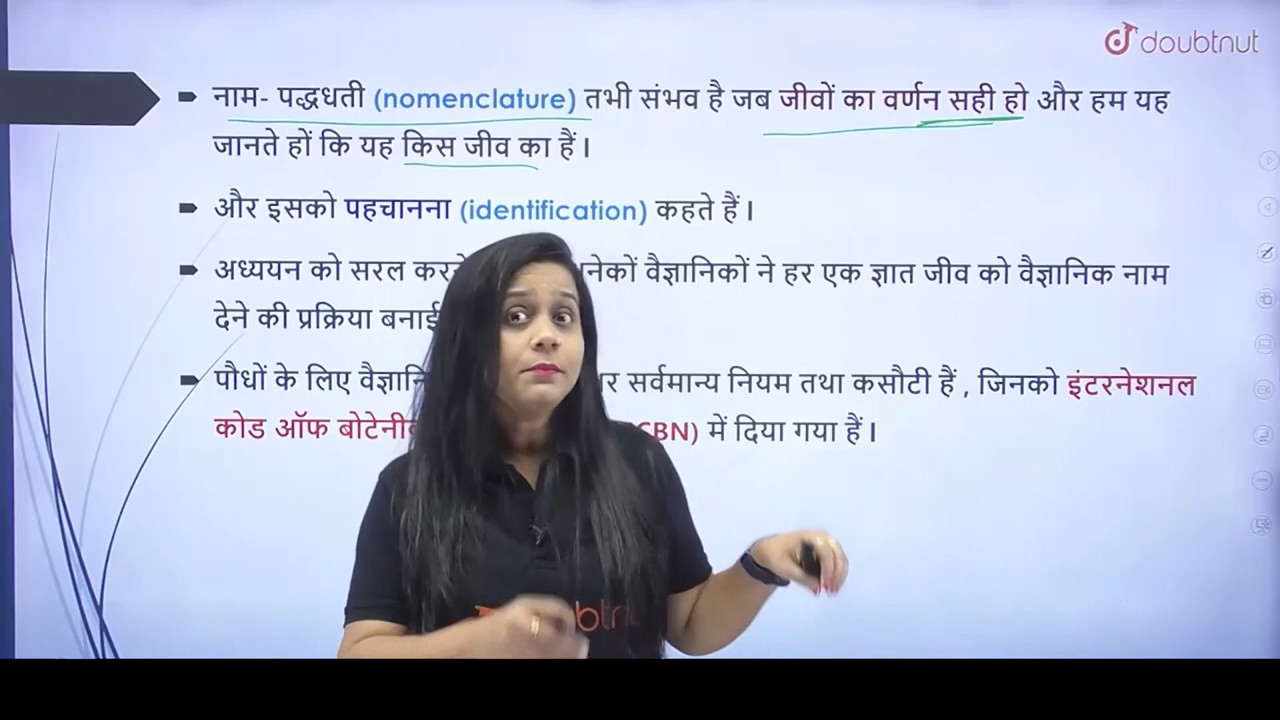 doubtnut
नाम- पद्धधती (nomenclature) तभी संभव है जब जीवों का वर्णन सही हो और हम यह
जानते हों कि यह किस जीव का हैं I
और इसको पहचानना (identification) कहते हैं I
अध्ययन को सरल वैज्ञानिकों ने हर एक ज्ञात जीव को वैज्ञानिक नाम
देने की प्रक्रिया बनाई
पौधों के लिए सर्वमान्य नियम तथा कसौटी हैं , जिनको इंटरनेशनल
कोड ऑफ में दिया गया हैं I